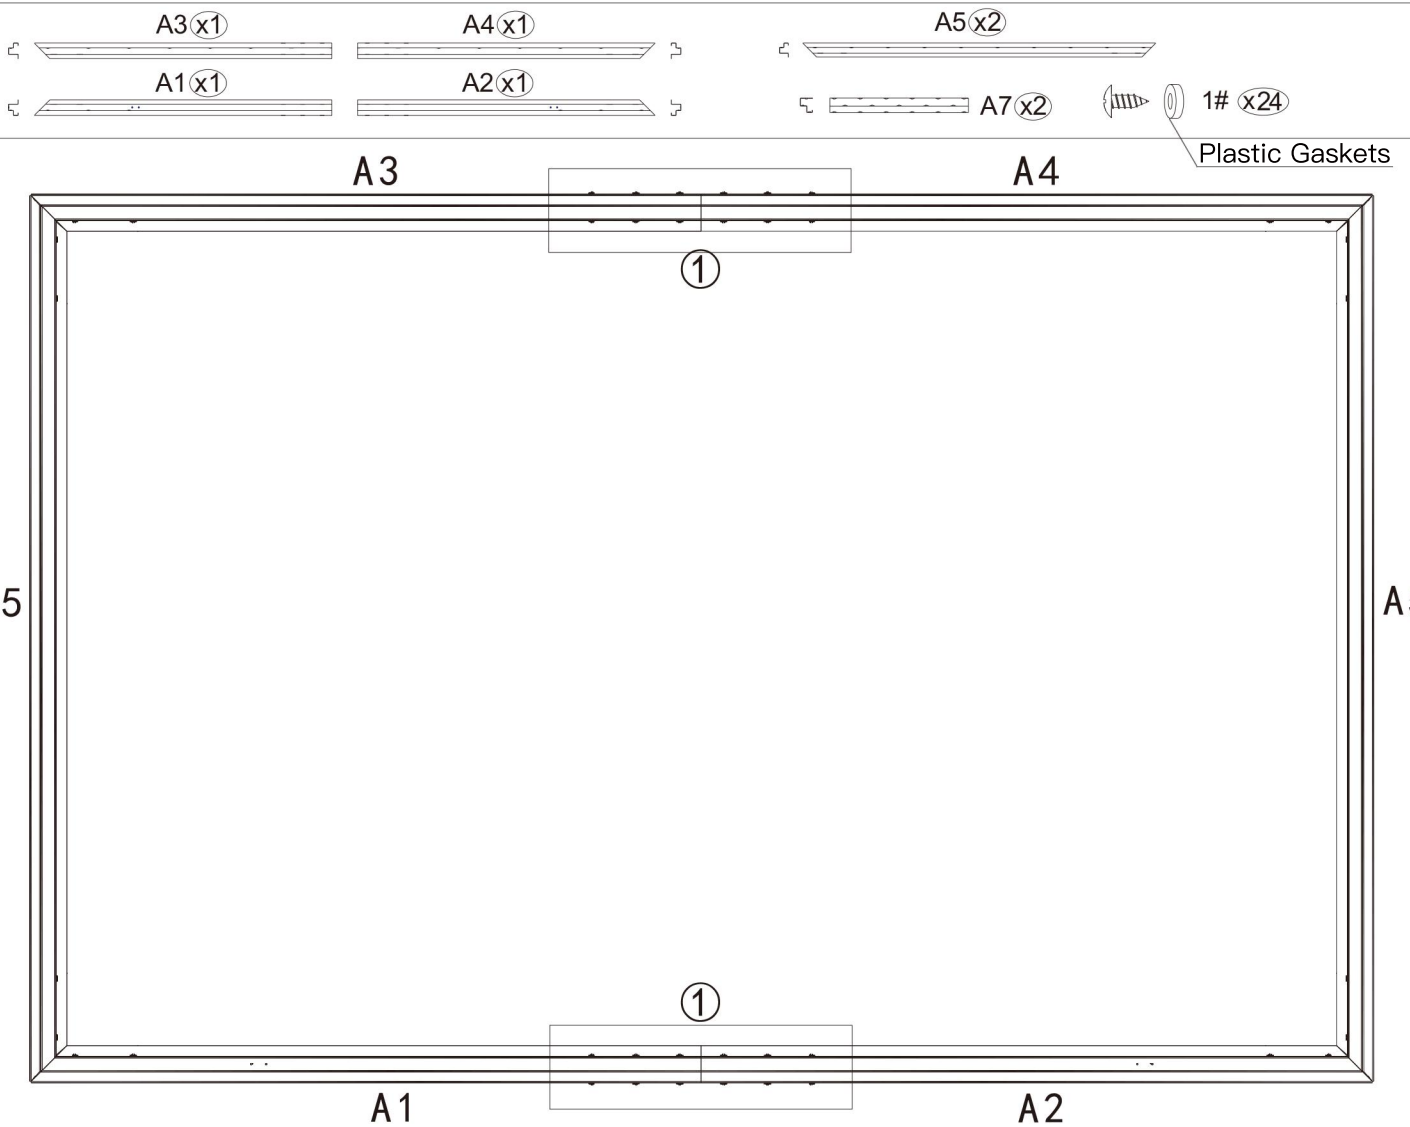 A3 x1
A4 x1
A5 x2
A1 x1
A2 x1
A7 x2
1# x24
Plastic Gaskets
A3
A4
①
5
A
①
A1
A2